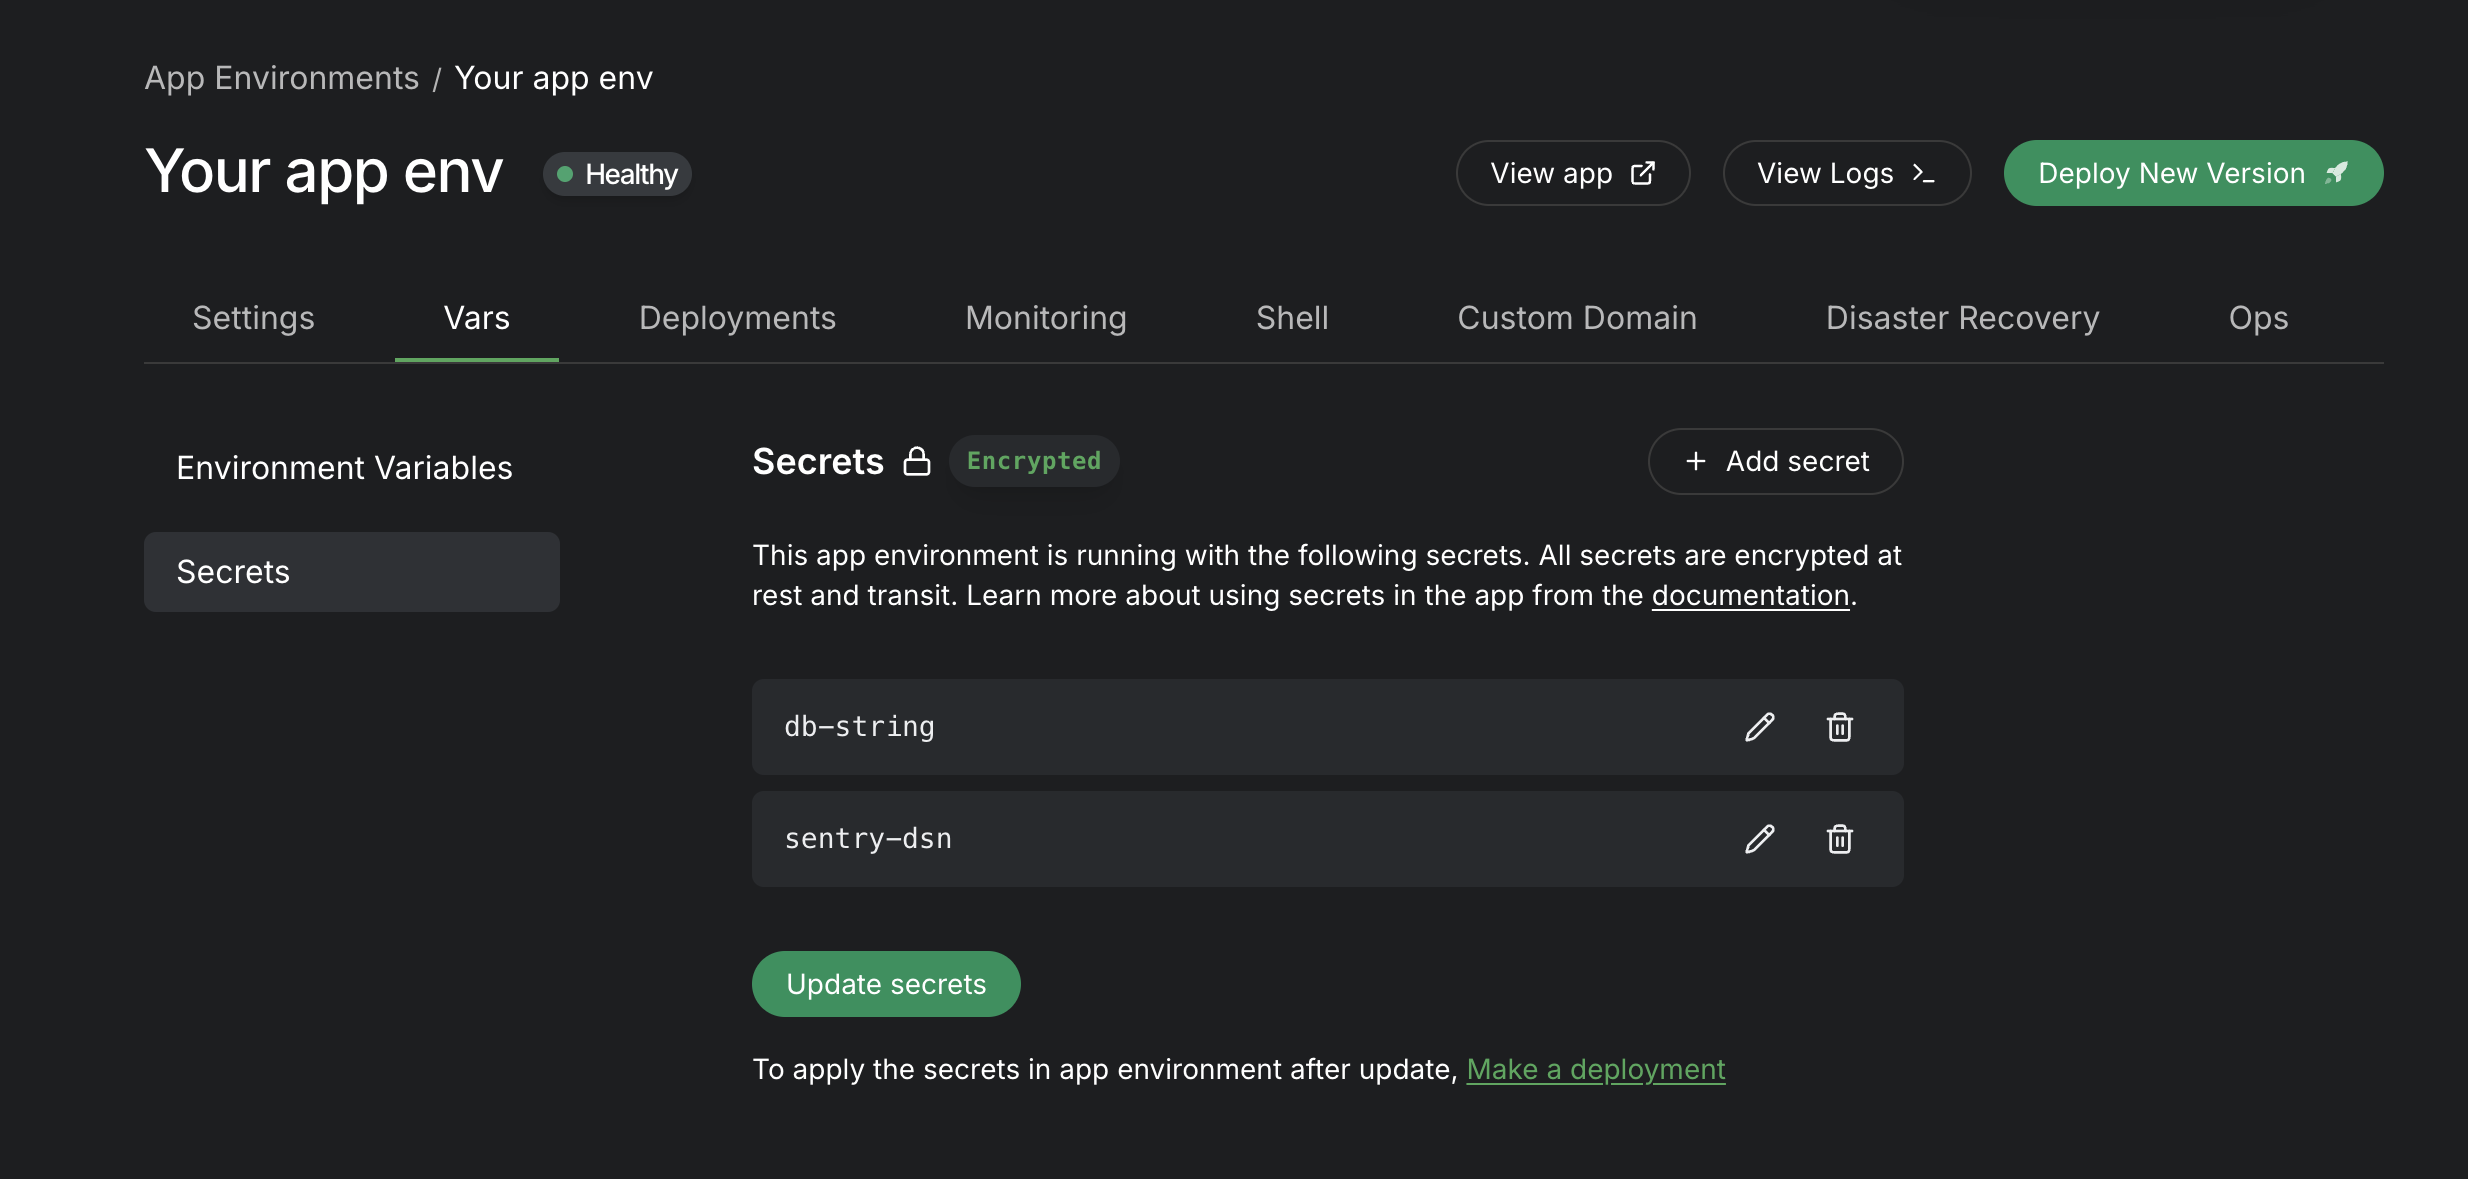 App Environments / Your app env
Your app env
Healthy
View app
View Logs
Deploy New Version
Settings
Vars
Deployments
Monitoring
Shell
Custom Domain
Disaster Recovery
Ops
Environment Variables
Secrets
Secrets
Encrypted
+ Add secret
This app environment is running with the following secrets. All secrets are encrypted at
rest and transit. Learn more about using secrets in the app from the documentation.
db-string
sentry-dsn
Update secrets
To apply the secrets in app environment after update, Make a deployment